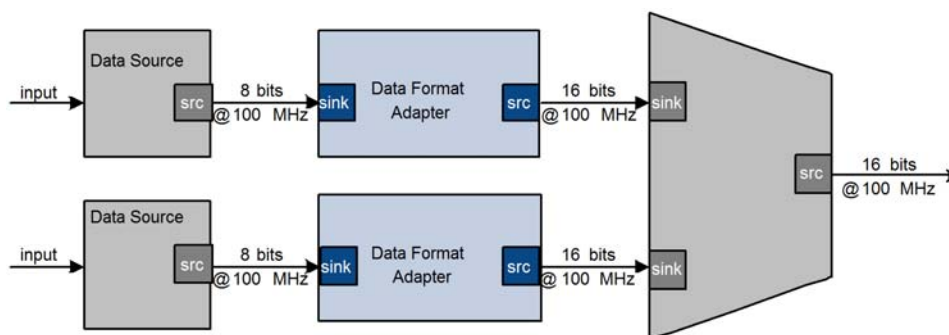 Data Source
input
src
8 bits
@100 MHz
sink
Data Format
Adapter
src
16 bits
@100 MHz
sink
src
16 bits
@100 MHz
Data Source
input
src
8 bits
@100 MHz
sink
Data Format
Adapter
src
16 bits
@100 MHz
sink